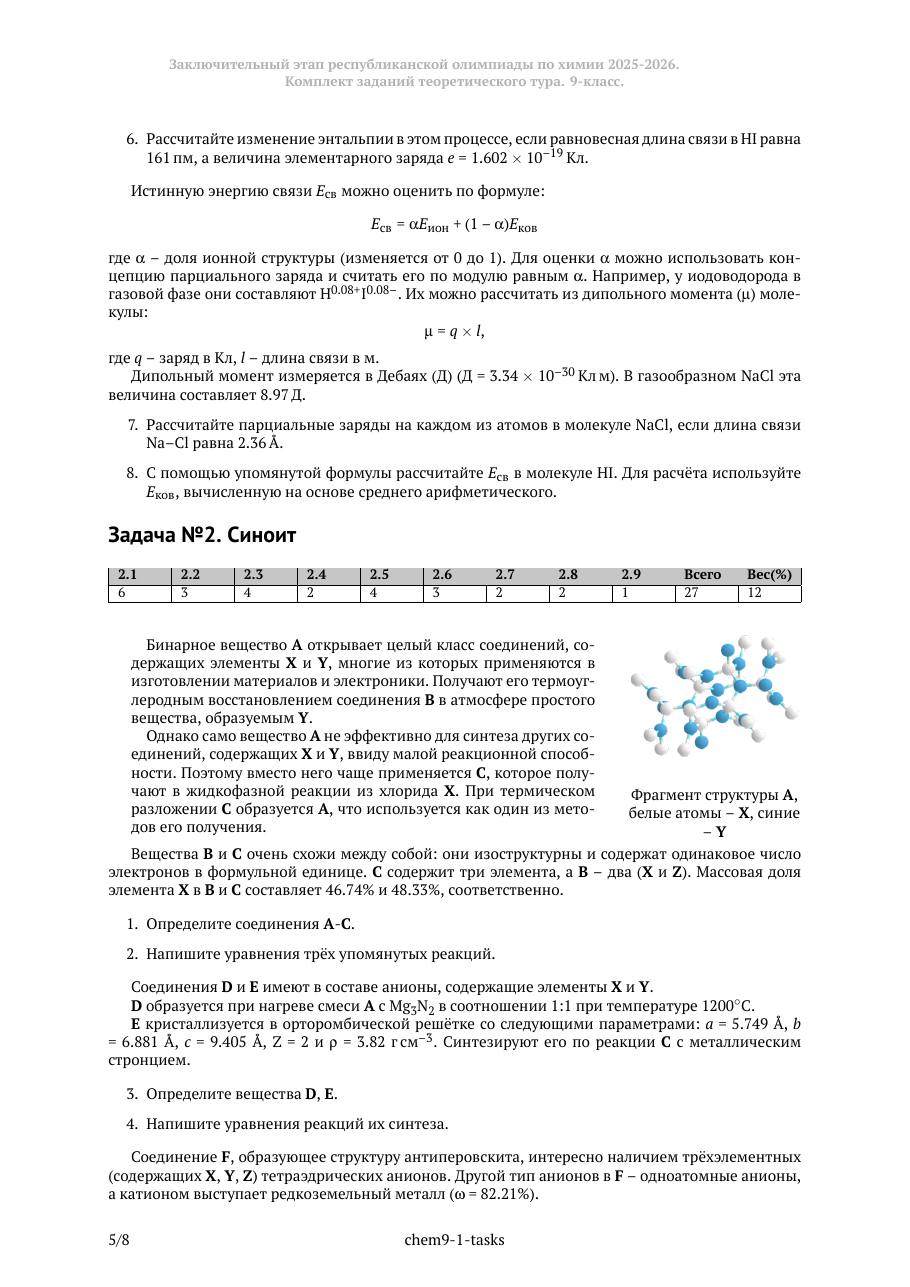 Заключительный этап республиканской олимпиады по химии 2025-2026.
Комплект заданий теоретического тура. 9-класс.
6. Рассчитайте изменение энтальпии в этом процессе, если равновесная длина связи в HI равна
161 пм, а величина элементарного заряда e = 1.602 × 10⁻¹⁹ Кл.
Истинную энергию связи Eсв можно оценить по формуле:
Eсв = αEион + (1 – α)Eков
где α – доля ионной структуры (изменяется от 0 до 1). Для оценки α можно использовать кон-
цепцию парциального заряда и считать его по модулю равным α. Например, у иодоводорода в
газовой фазе они составляют H⁰·⁰⁸⁺I⁰·⁰⁸⁻. Их можно рассчитать из дипольного момента (μ) моле-
кулы:
μ = q × l,
где q – заряд в Кл, l – длина связи в м.
Дипольный момент измеряется в Дебаях (Д) (Д = 3.34 × 10⁻³⁰ Кл м). В газообразном NaCl эта
величина составляет 8.97 Д.
7. Рассчитайте парциальные заряды на каждом из атомов в молекуле NaCl, если длина связи
Na–Cl равна 2.36 Å.
8. С помощью упомянутой формулы рассчитайте Eсв в молекуле HI. Для расчёта используйте
Eков, вычисленную на основе среднего арифметического.
Задача №2. Синоит
2.1 2.2 2.3 2.4 2.5 2.6 2.7 2.8 2.9 Всего Вес(%)
6 3 4 2 4 3 2 2 1 27 12
Бинарное вещество A открывает целый класс соединений, со-
держащих элементы X и Y, многие из которых применяются в
изготовлении материалов и электроники. Получают его термоуг-
леродным восстановлением соединения B в атмосфере простого
вещества, образуемым Y.
Однако само вещество A не эффективно для синтеза других со-
единений, содержащих X и Y, ввиду малой реакционной способ-
ности. Поэтому вместо него чаще применяется C, которое полу-
чают в жидкофазной реакции из хлорида X. При термическом
разложении C образуется A, что используется как один из мето-
дов его получения.
Фрагмент структуры A,
белые атомы – X, синие
– Y
Вещества B и C очень схожи между собой: они изоструктурны и содержат одинаковое число
электронов в формульной единице. C содержит три элемента, а B – два (X и Z). Массовая доля
элемента X в B и C составляет 46.74% и 48.33%, соответственно.
1. Определите соединения A-C.
2. Напишите уравнения трёх упомянутых реакций.
Соединения D и E имеют в составе анионы, содержащие элементы X и Y.
D образуется при нагреве смеси A с Mg₃N₂ в соотношении 1:1 при температуре 1200°C.
E кристаллизуется в орторомбической решётке со следующими параметрами: a = 5.749 Å, b
= 6.881 Å, c = 9.405 Å, Z = 2 и ρ = 3.82 г см⁻³. Синтезируют его по реакции C с металлическим
стронцием.
3. Определите вещества D, E.
4. Напишите уравнения реакций их синтеза.
Соединение F, образующее структуру антиперовскита, интересно наличием трёхэлементных
(содержащих X, Y, Z) тетраэдрических анионов. Другой тип анионов в F – одноатомные анионы,
а катионом выступает редкоземельный металл (ω = 82.21%).
5/8 chem9-1-tasks